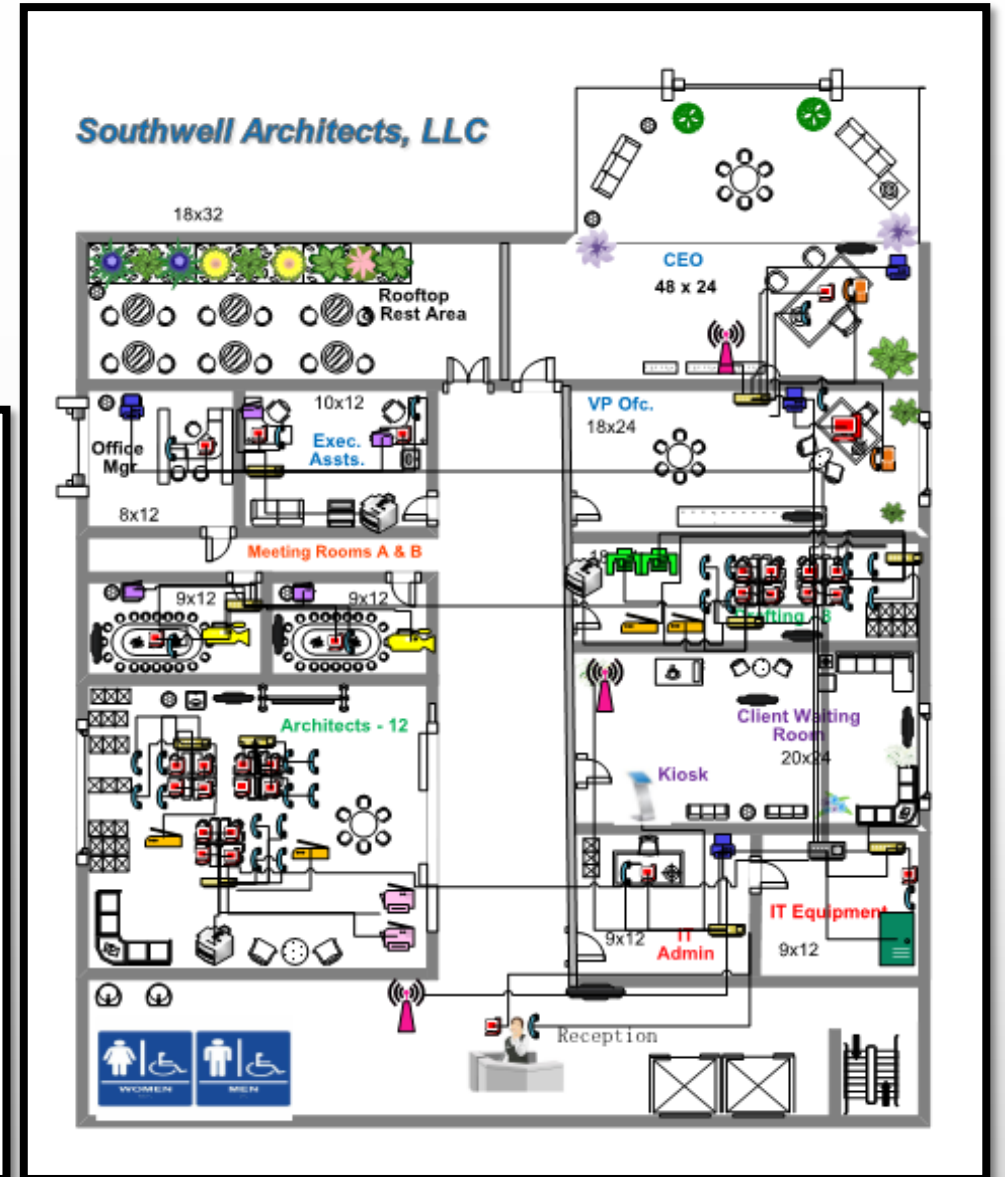 Southwell Architects, LLC
18x32
Rooftop
Rest Area
CEO
48 x 24
10x12
Exec.
Assts.
Office
Mgr
8x12
VP Ofc.
18x24
Meeting Rooms A & B
9x12
9x12
Drafting - 8
Architects - 12
Client Waiting
Room
20x24
Kiosk
IT Equipment
9x12
IT
Admin
9x12
Reception
WOMEN
MEN